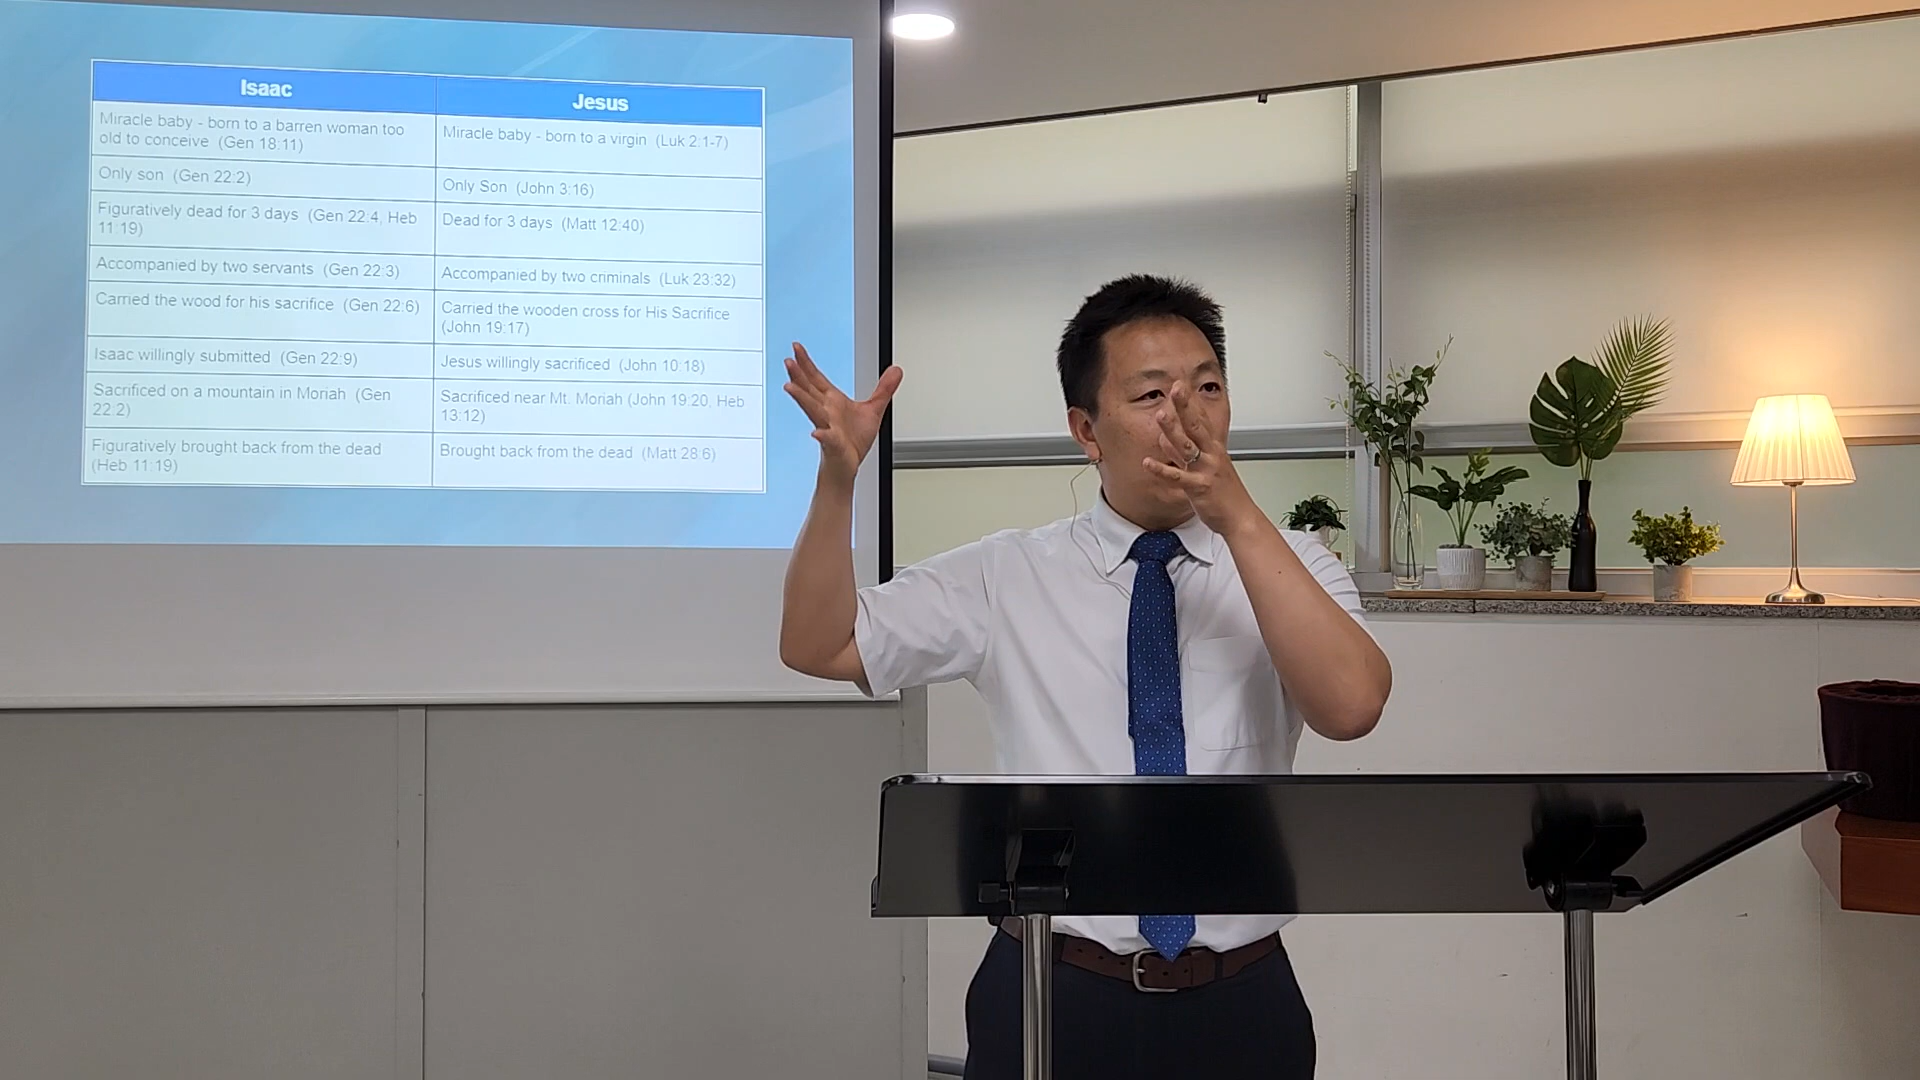 Isaac
Jesus
Miracle baby - born to a barren woman too
old to conceive (Gen 18:11)
Miracle baby - born to a virgin (Luk 2:1-7)
Only son (Gen 22:2)
Only Son (John 3:16)
Figuratively dead for 3 days (Gen 22:4, Heb
11:19)
Dead for 3 days (Matt 12:40)
Accompanied by two servants (Gen 22:3)
Accompanied by two criminals (Luk 23:32)
Carried the wood for his sacrifice (Gen 22:6)
Carried the wooden cross for His Sacrifice
(John 19:17)
Isaac willingly submitted (Gen 22:9)
Jesus willingly sacrificed (John 10:18)
Sacrificed on a mountain in Moriah (Gen
22:2)
Sacrificed near Mt. Moriah (John 19:20, Heb
13:12)
Figuratively brought back from the dead
(Heb 11:19)
Brought back from the dead (Matt 28:6)